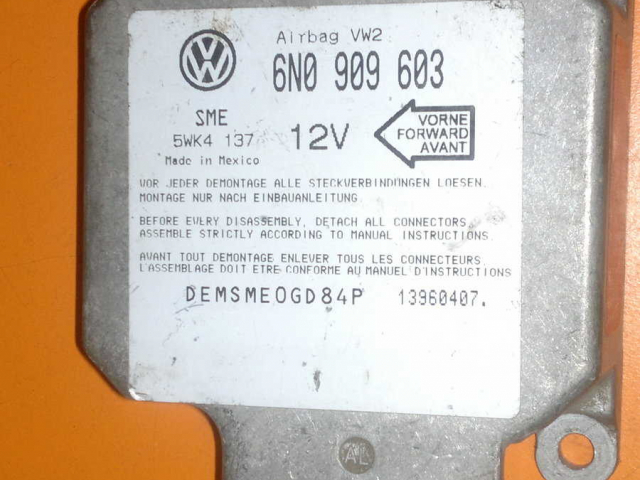 Airbag VW2
6N0 909 603
SME
5WK4 137
12V
Made in Mexico
VORNE
FORWARD
AVANT
VOR JEDER DEMONTAGE ALLE STECKVERBINDUNGEN LOESEN.
MONTAGE NUR NACH EINBAUANLEITUNG.
BEFORE EVERY DISASSEMBLY, DETACH ALL CONNECTORS.
ASSEMBLE STRICTLY ACCORDING TO MANUAL INSTRUCTIONS.
AVANT TOUT DEMONTAGE ENLEVER TOUS LES CONNECTEURS.
L'ASSEMBLAGE DOIT ETRE CONFORME AU MANUEL D'INSTRUCTIONS
DEMSMEOGD84P 13960407.